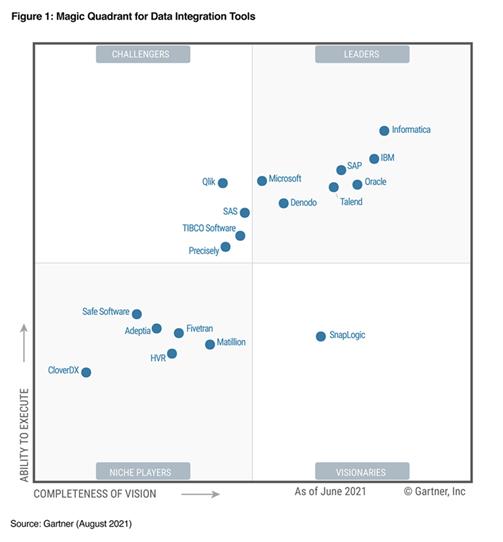 Figure 1: Magic Quadrant for Data Integration Tools
CHALLENGERS
LEADERS
Informatica
IBM
SAP
Oracle
Microsoft
Qlik
Talend
Denodo
SAS
TIBCO Software
Precisely
Safe Software
Adeptia
Fivetran
SnapLogic
Matillion
HVR
CloverDX
ABILITY TO EXECUTE
NICHE PLAYERS
VISIONARIES
COMPLETENESS OF VISION
As of June 2021
© Gartner, Inc
Source: Gartner (August 2021)